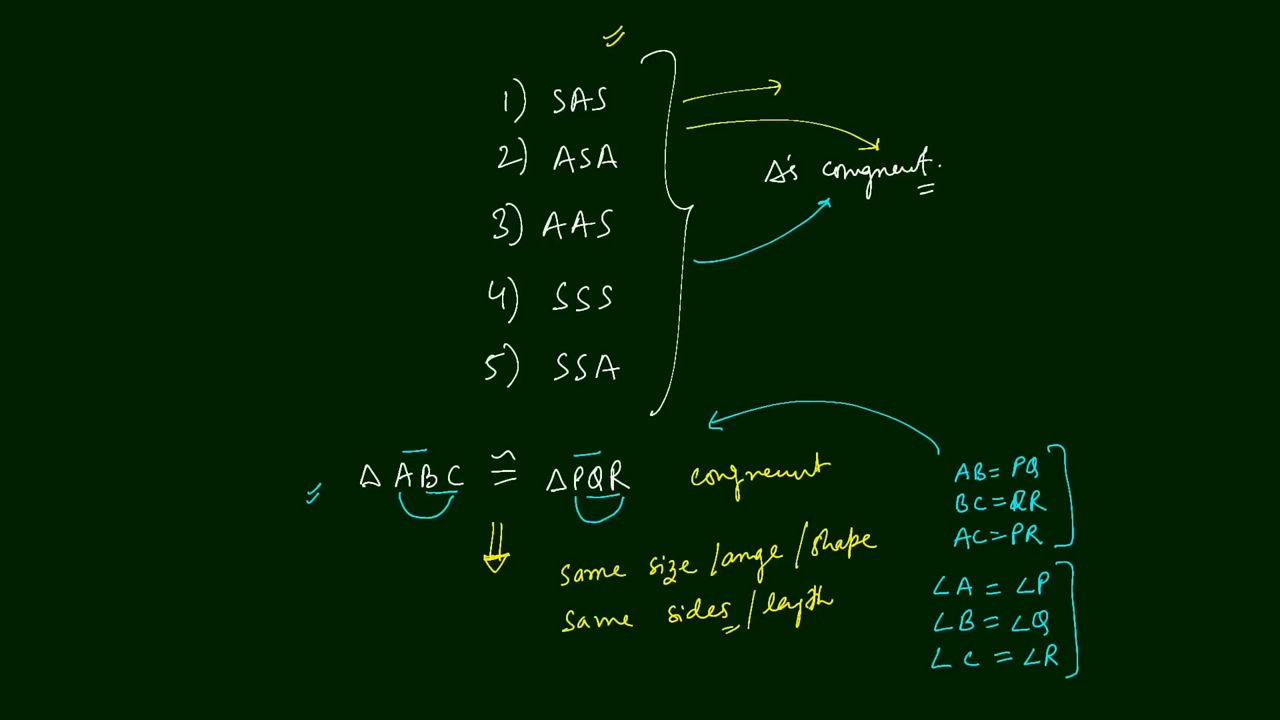 1) SAS
2) ASA
3) AAS
4) SSS
5) SSA
Δ's congruent.
ΔABC ≅ ΔPQR congruent
same size / ange / shape
same sides / length
AB = PQ
BC = QR
AC = PR
∠A = ∠P
∠B = ∠Q
∠C = ∠R